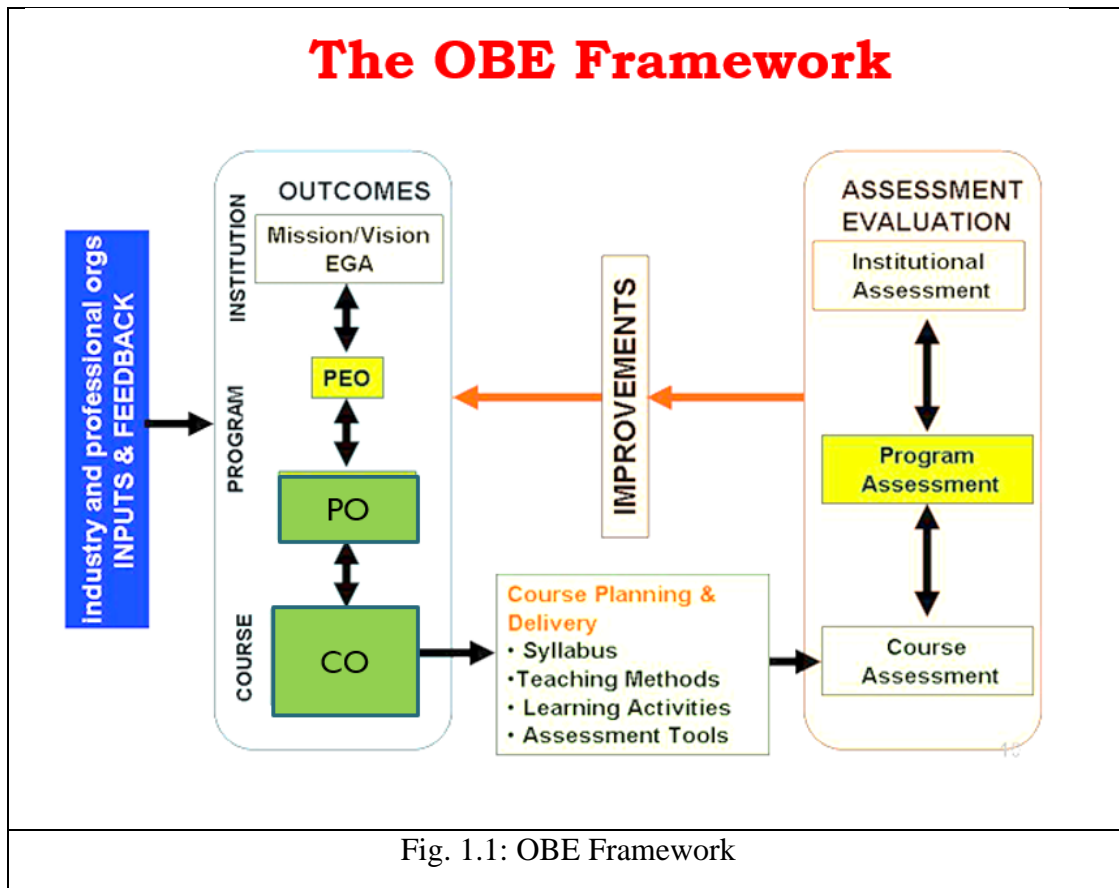 The OBE Framework
industry and professional orgs
INPUTS & FEEDBACK
INSTITUTION
PROGRAM
COURSE
OUTCOMES
Mission/Vision
EGA
PEO
PO
CO
Course Planning &
Delivery
• Syllabus
•Teaching Methods
• Learning Activities
• Assessment Tools
IMPROVEMENTS
ASSESSMENT
EVALUATION
Institutional
Assessment
Program
Assessment
Course
Assessment
Fig. 1.1: OBE Framework